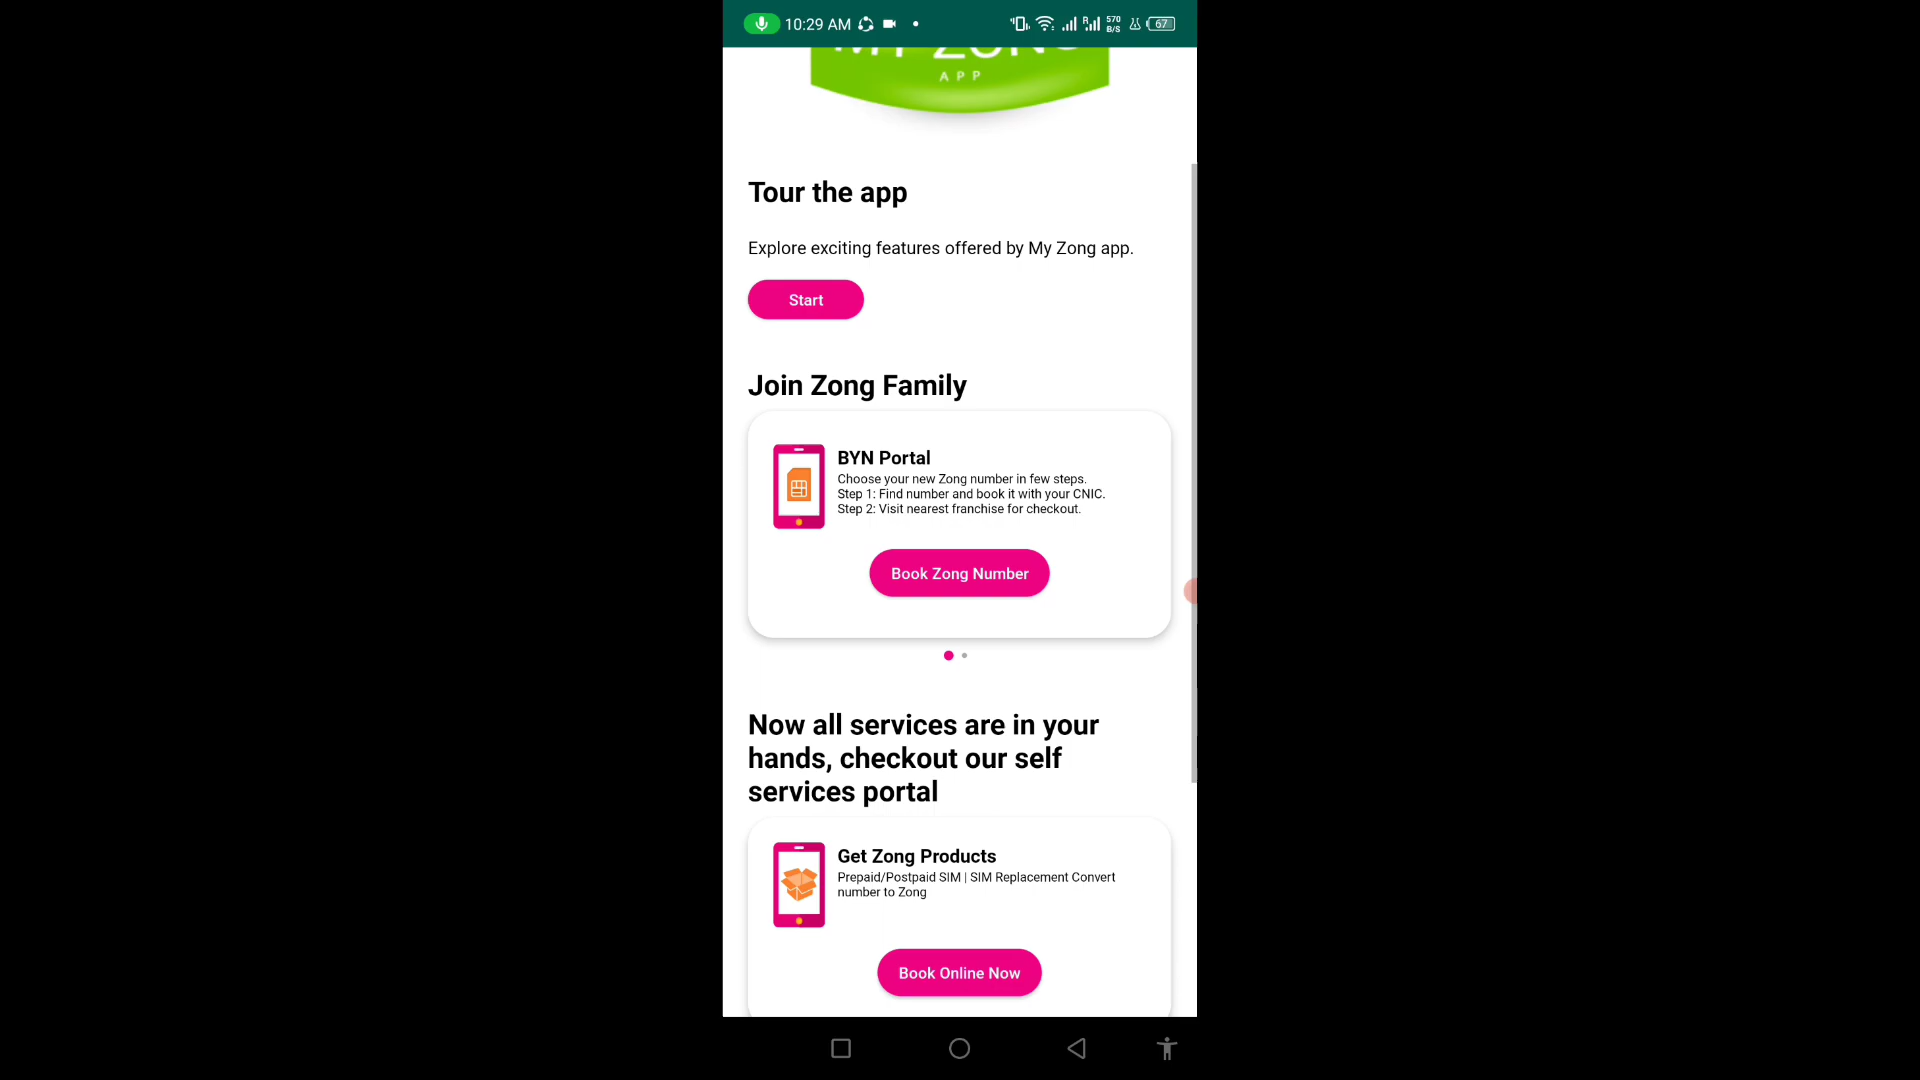 10:29 AM
R
570
B/S
67
MY ZONG
APP
Tour the app
Explore exciting features offered by My Zong app.
Start
Join Zong Family
BYN Portal
Choose your new Zong number in few steps.
Step 1: Find number and book it with your CNIC.
Step 2: Visit nearest franchise for checkout.
Book Zong Number
Now all services are in your
hands, checkout our self
services portal
Get Zong Products
Prepaid/Postpaid SIM | SIM Replacement Convert
number to Zong
Book Online Now